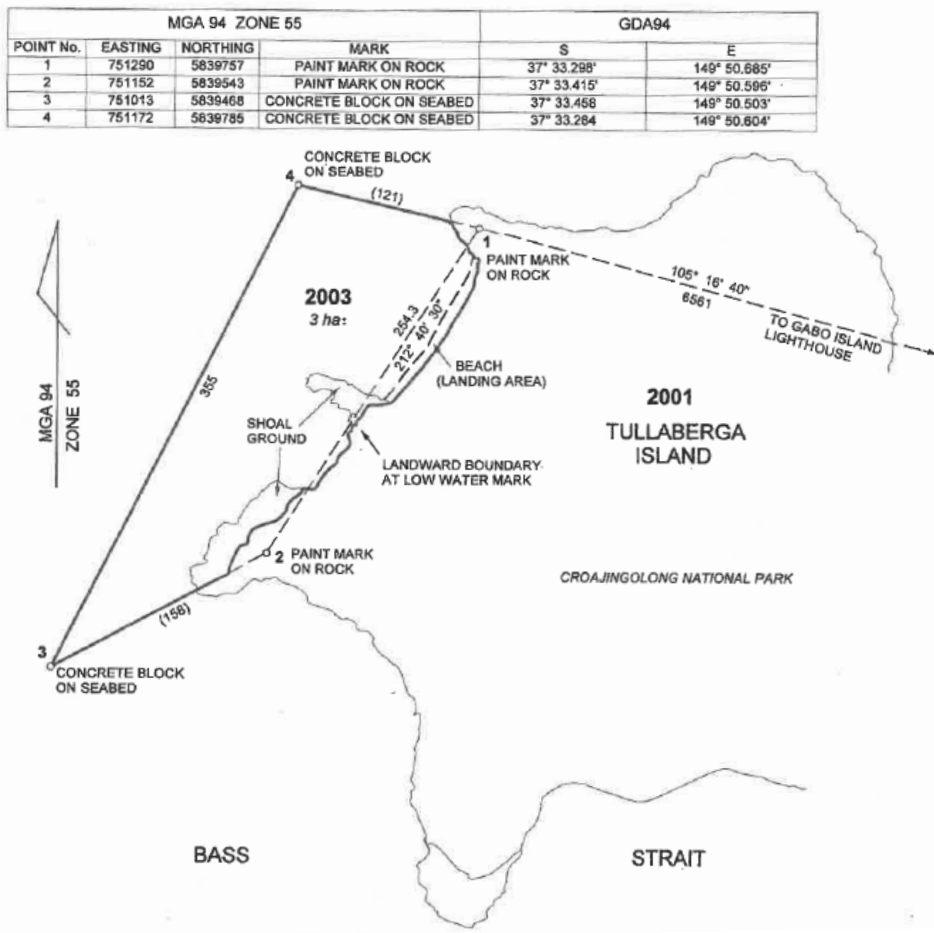 MGA 94 ZONE 55 GDA94
POINT No. EASTING NORTHING MARK S E
1 751290 5839757 PAINT MARK ON ROCK 37° 33.298' 149° 50.685'
2 751152 5839543 PAINT MARK ON ROCK 37° 33.415' 149° 50.596'
3 751013 5839468 CONCRETE BLOCK ON SEABED 37° 33.458 149° 50.503'
4 751172 5839785 CONCRETE BLOCK ON SEABED 37° 33.284 149° 50.604'
CONCRETE BLOCK
ON SEABED
4
(121)
1
PAINT MARK
ON ROCK
105° 16' 40"
6561
TO GABO ISLAND
LIGHTHOUSE
2003
3 ha±
254.3
212° 40' 30"
BEACH
(LANDING AREA)
355
MGA 94
ZONE 55
2001
TULLABERGA
ISLAND
SHOAL
GROUND
LANDWARD BOUNDARY
AT LOW WATER MARK
2 PAINT MARK
ON ROCK
CROAJINGOLONG NATIONAL PARK
(158)
3
CONCRETE BLOCK
ON SEABED
BASS
STRAIT